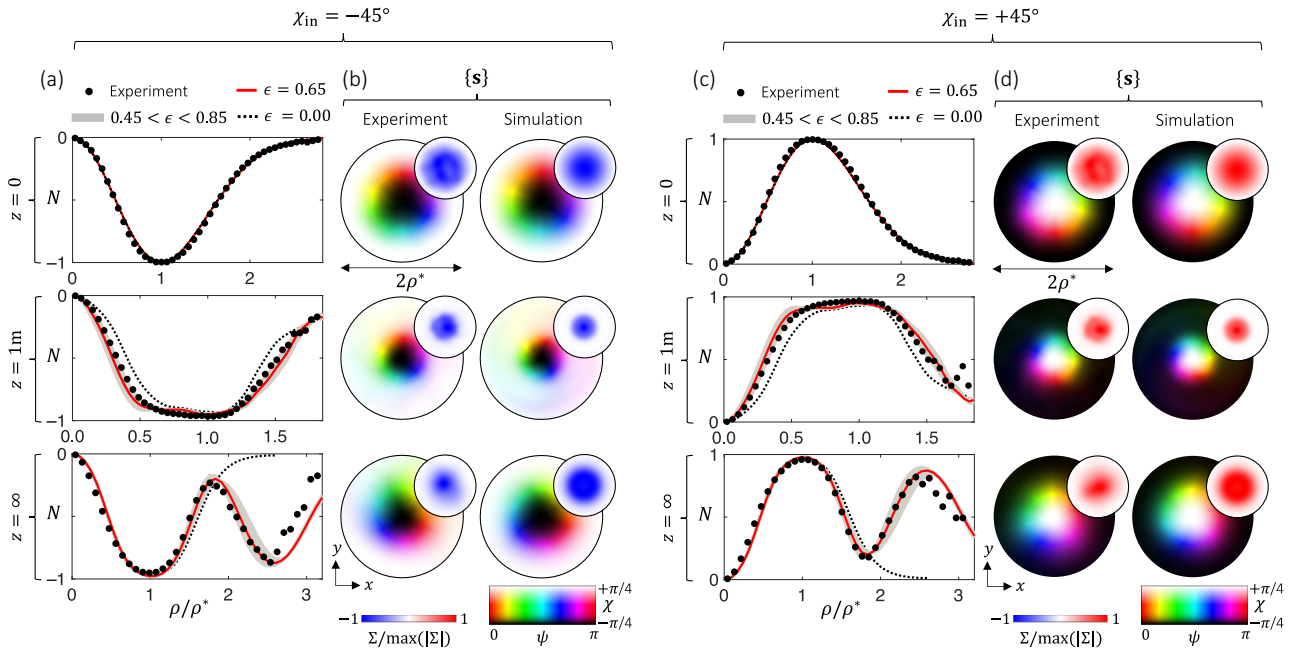 χin = −45°
χin = +45°
(a)
Experiment
ϵ = 0.65
0.45 < ϵ < 0.85
ϵ = 0.00
(b)
{s}
Experiment
Simulation
(c)
Experiment
ϵ = 0.65
0.45 < ϵ < 0.85
ϵ = 0.00
(d)
{s}
Experiment
Simulation
z = 0
N
0
−1
0 1 2
2ρ*
z = 0
N
1
0
0 1 2
2ρ*
z = 1m
N
0
−1
0.0 0.5 1.0 1.5
z = 1m
N
1
0
0.0 0.5 1.0 1.5
z = ∞
N
0
−1
0 1 2 3
ρ/ρ*
y
x
−1 1
Σ/max(|Σ|)
+π/4
χ
−π/4
0 ψ π
z = ∞
N
1
0
0 1 2 3
ρ/ρ*
y
x
−1 1
Σ/max(|Σ|)
+π/4
χ
−π/4
0 ψ π